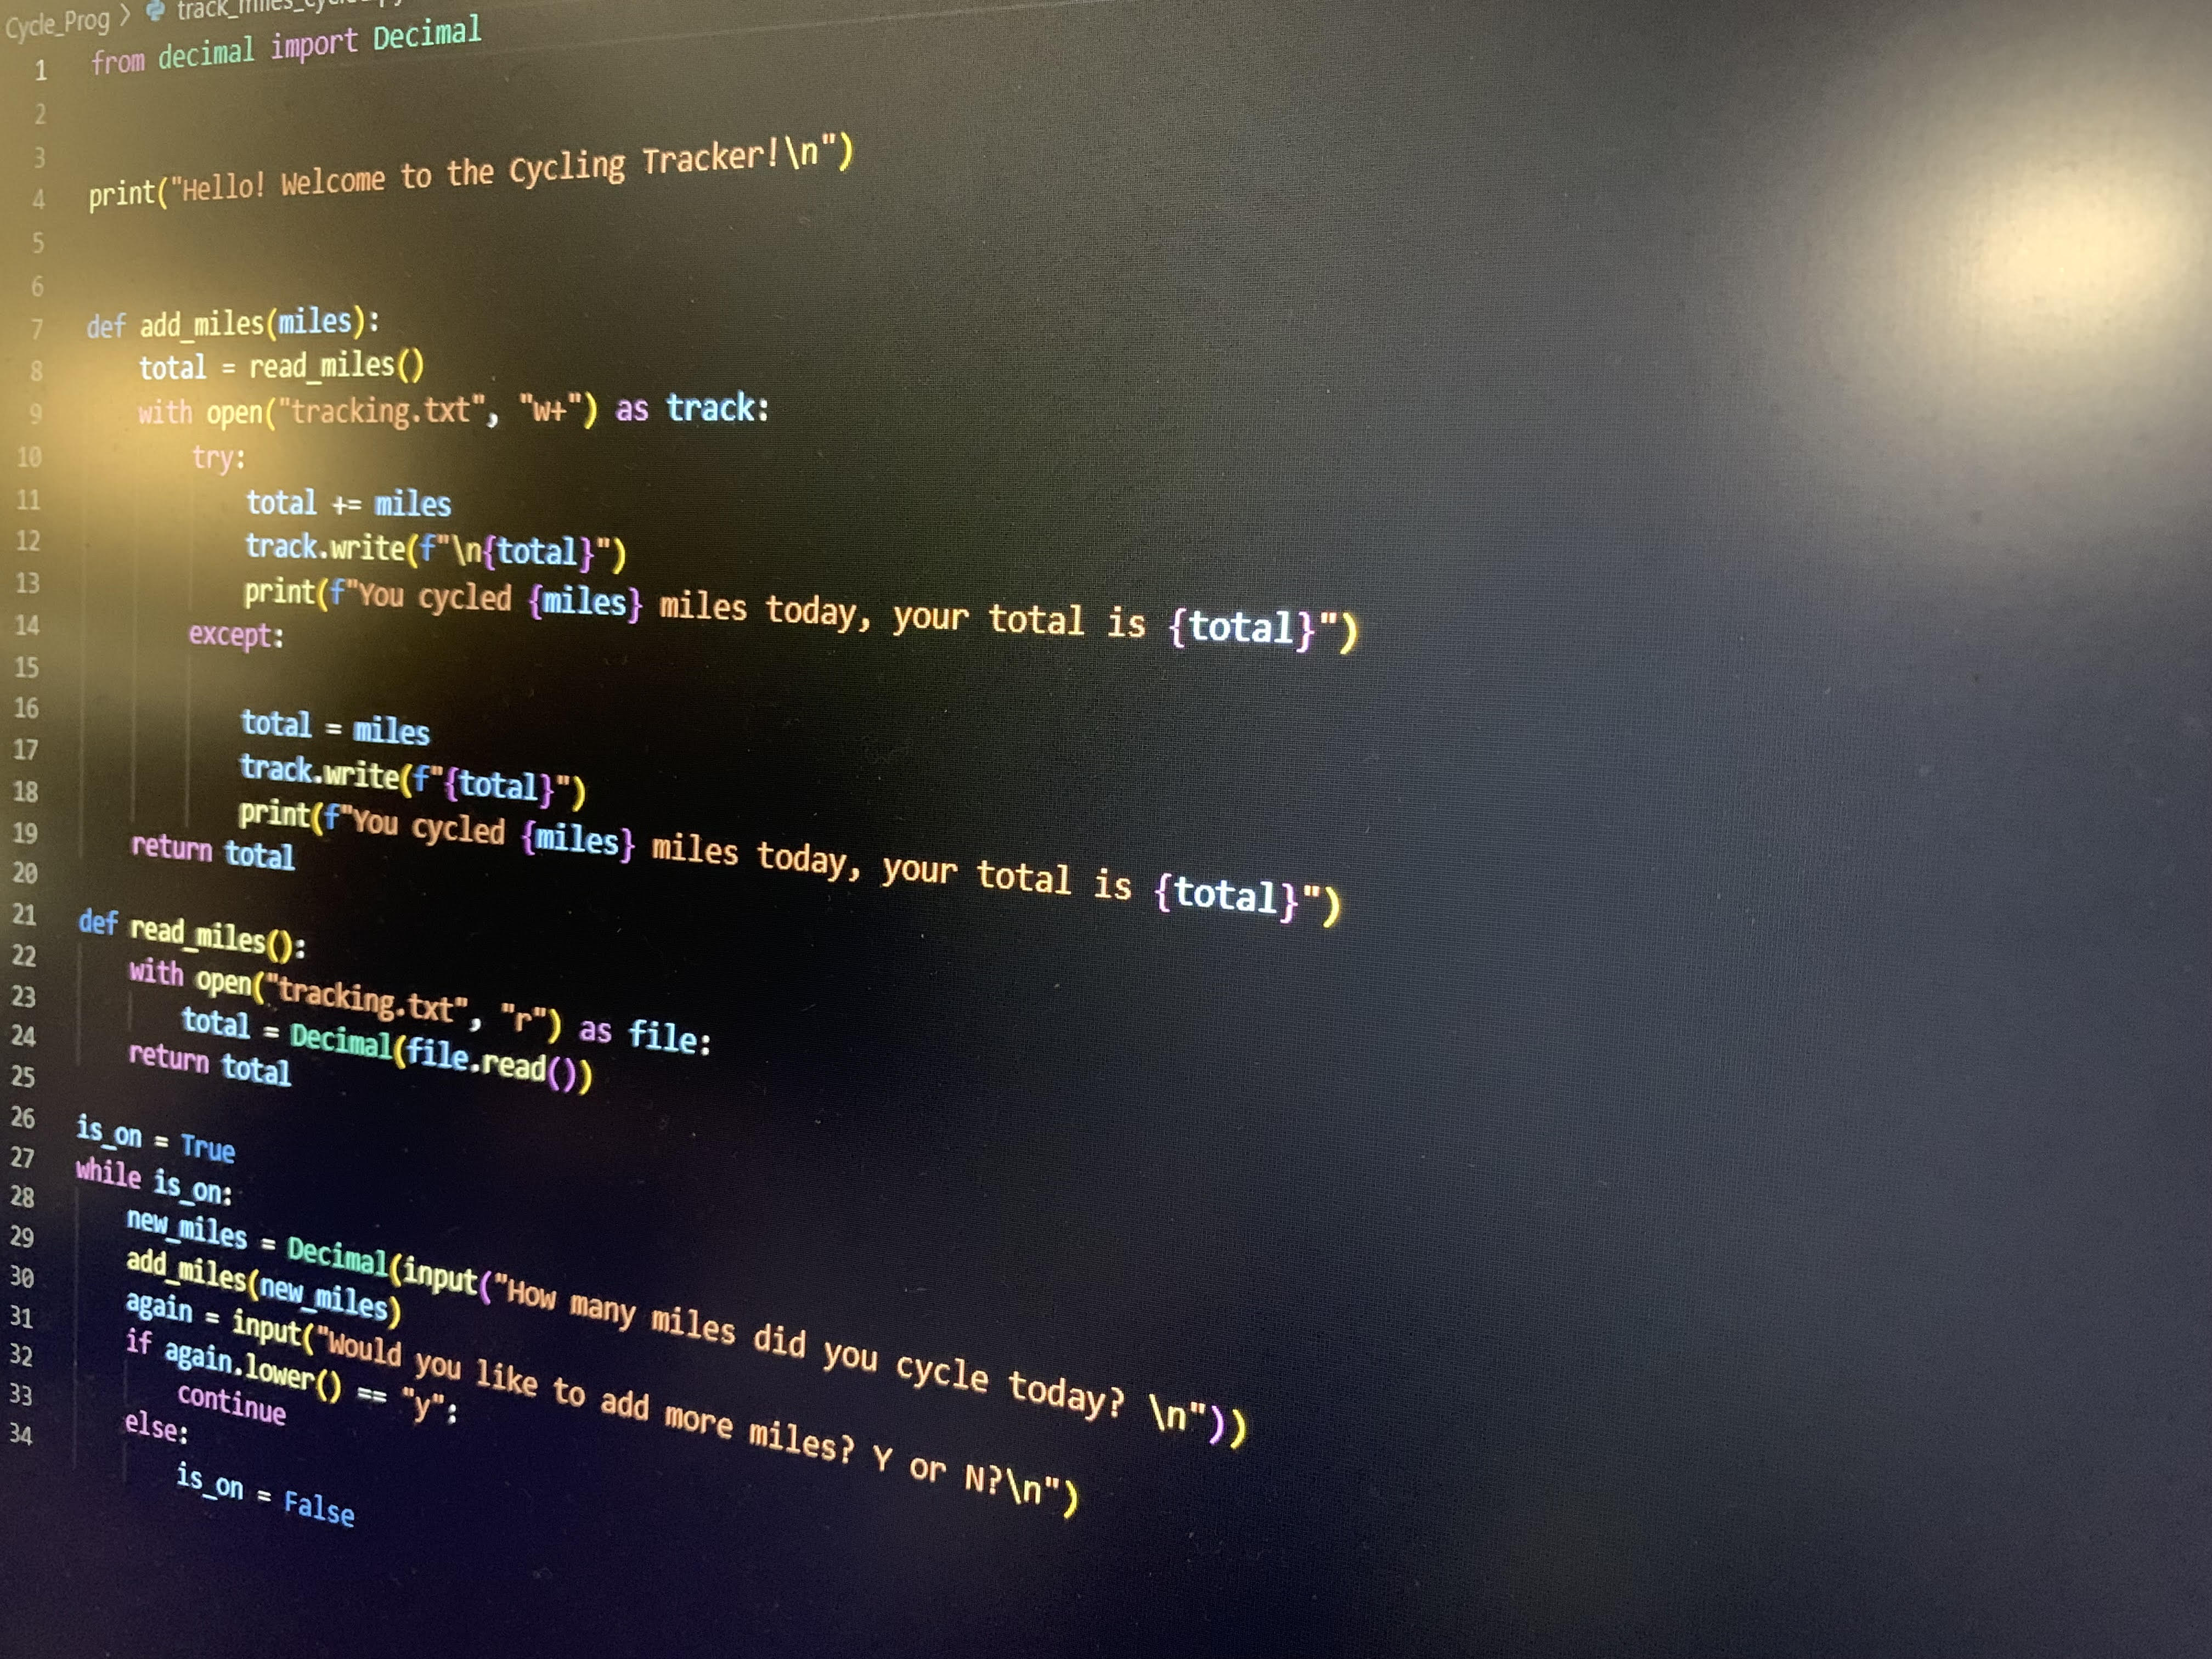 Cycle_Prog > track_miles_cycle.py
1 from decimal import Decimal
2
3
4 print("Hello! Welcome to the Cycling Tracker!\n")
5
6
7 def add_miles(miles):
8     total = read_miles()
9     with open("tracking.txt", "w+") as track:
10         try:
11             total += miles
12             track.write(f"\n{total}")
13             print(f"You cycled {miles} miles today, your total is {total}")
14         except:
15
16             total = miles
17             track.write(f"{total}")
18             print(f"You cycled {miles} miles today, your total is {total}")
19     return total
20
21 def read_miles():
22     with open("tracking.txt", "r") as file:
23         total = Decimal(file.read())
24     return total
25
26 is_on = True
27 while is_on:
28     new_miles = Decimal(input("How many miles did you cycle today? \n"))
29     add_miles(new_miles)
30     again = input("Would you like to add more miles? Y or N?\n")
31     if again.lower() == "y":
32         continue
33     else:
34         is_on = False